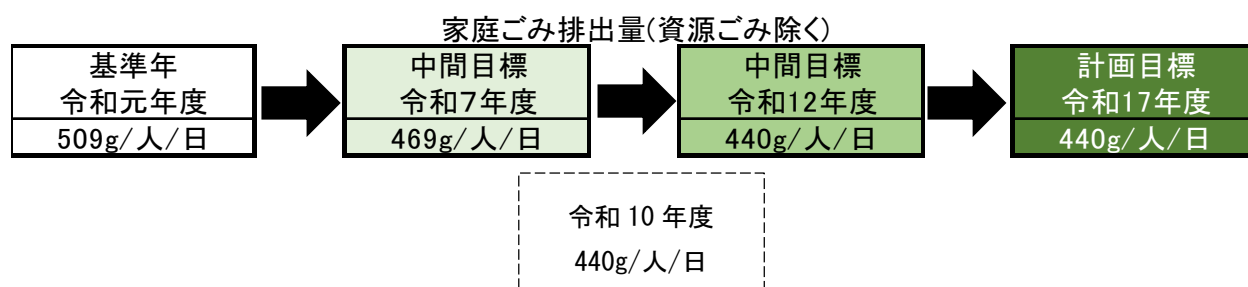 家庭ごみ排出量(資源ごみ除く)
基準年
令和元年度
509g/人/日
中間目標
令和7年度
469g/人/日
中間目標
令和12年度
440g/人/日
計画目標
令和17年度
440g/人/日
令和 10 年度
440g/人/日